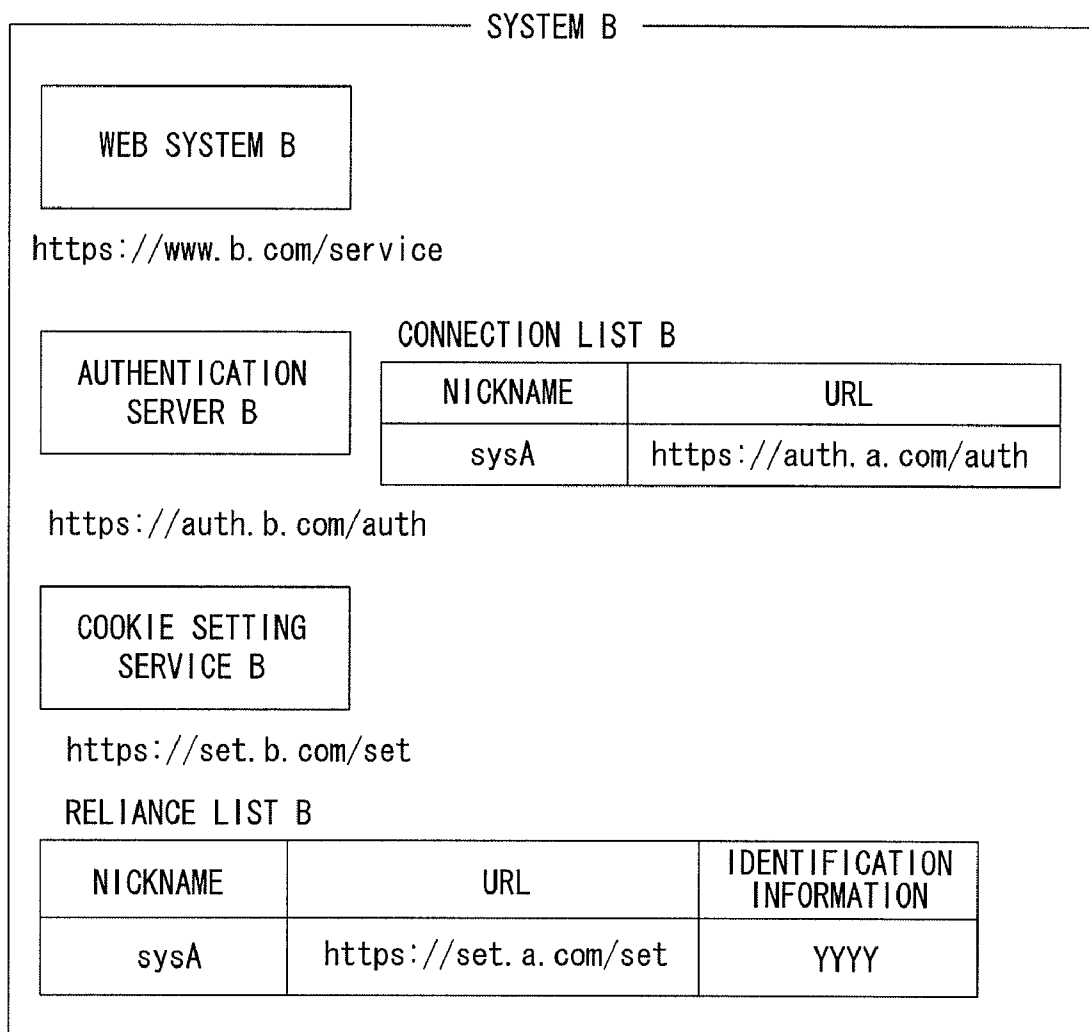 SYSTEM B
WEB SYSTEM B
https://www.b.com/service
AUTHENTICATION
SERVER B
CONNECTION LIST B
NICKNAME URL
sysA https://auth.a.com/auth
https://auth.b.com/auth
COOKIE SETTING
SERVICE B
https://set.b.com/set
RELIANCE LIST B
NICKNAME URL IDENTIFICATION
INFORMATION
sysA https://set.a.com/set YYYY